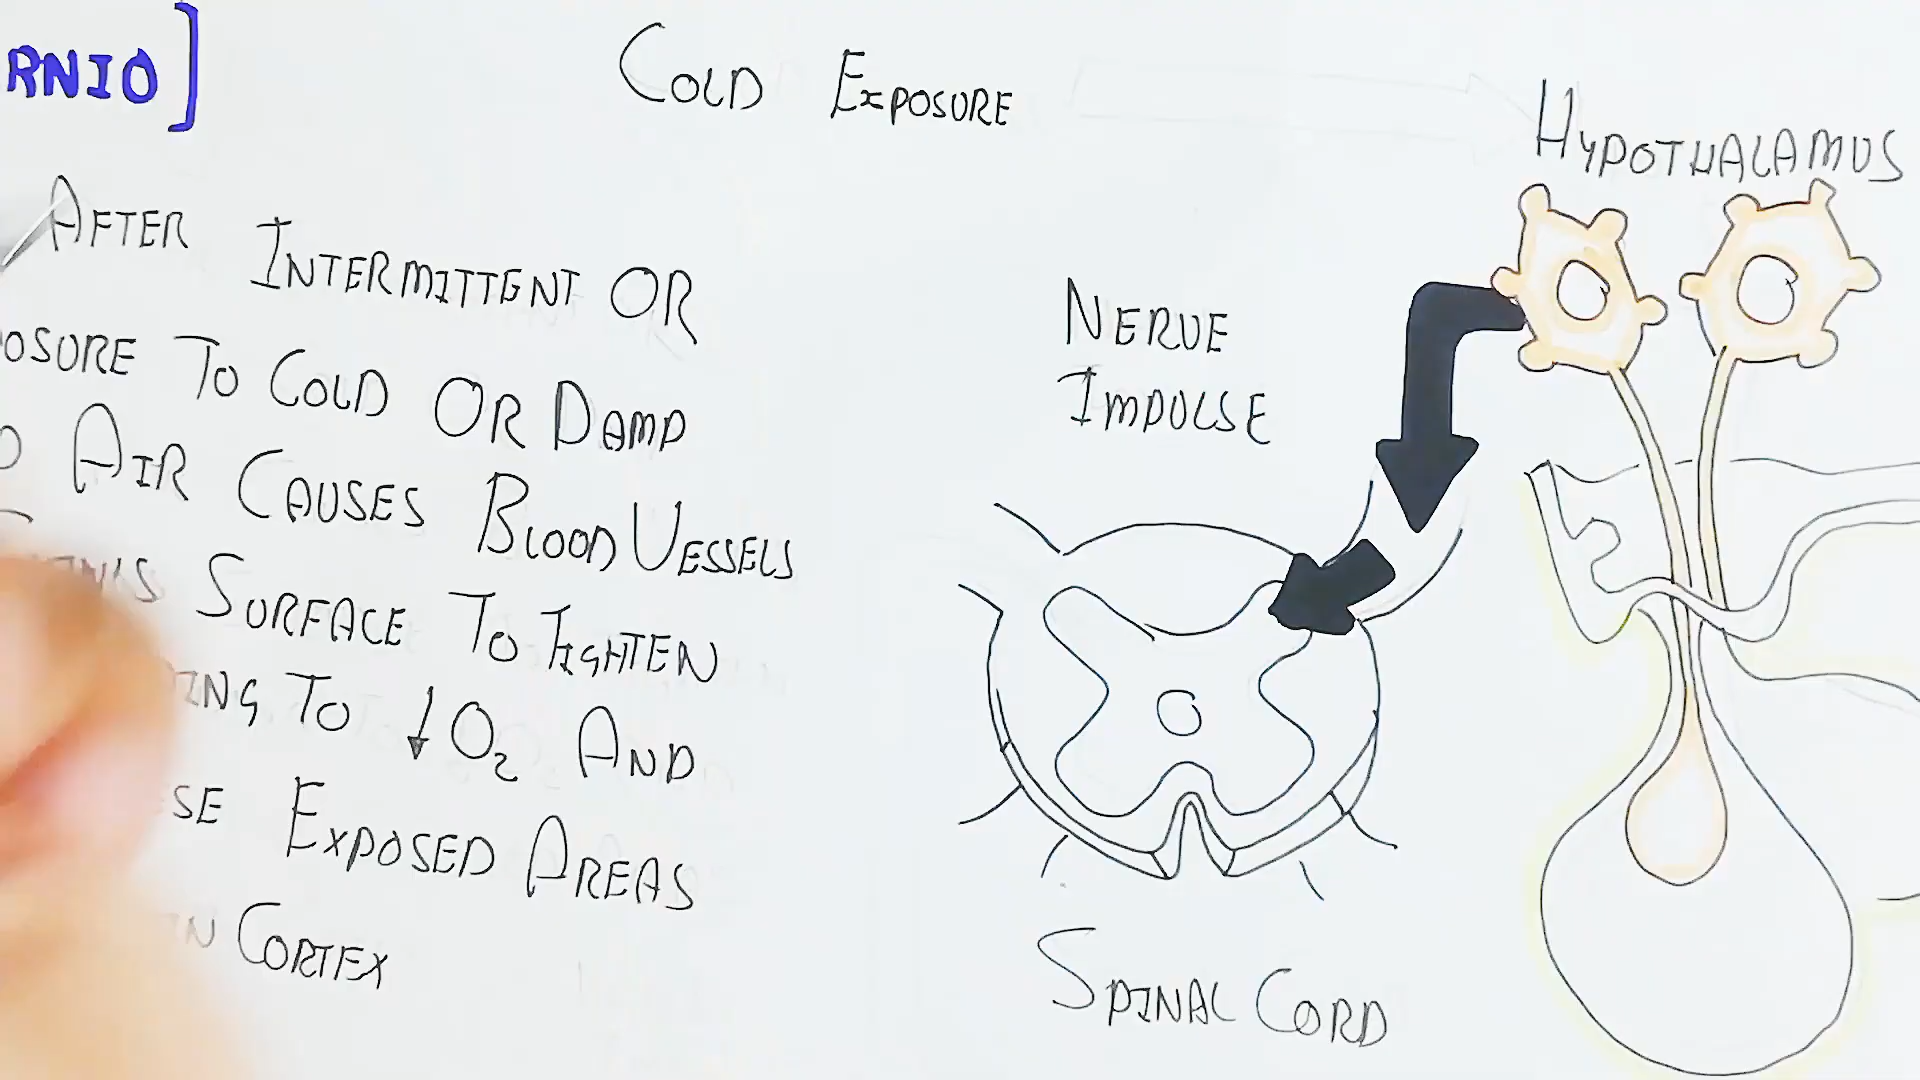 RNIO]
COLD EXPOSURE
HYPOTHALAMUS
AFTER INTERMITTENT OR
OSURE TO COLD OR DAMP
AIR CAUSES BLOOD VESSELS
SURFACE TO TIGHTEN
ING TO ↓ O₂ AND
SE EXPOSED AREAS
IN CORTEX
NERVE
IMPULSE
SPINAL CORD